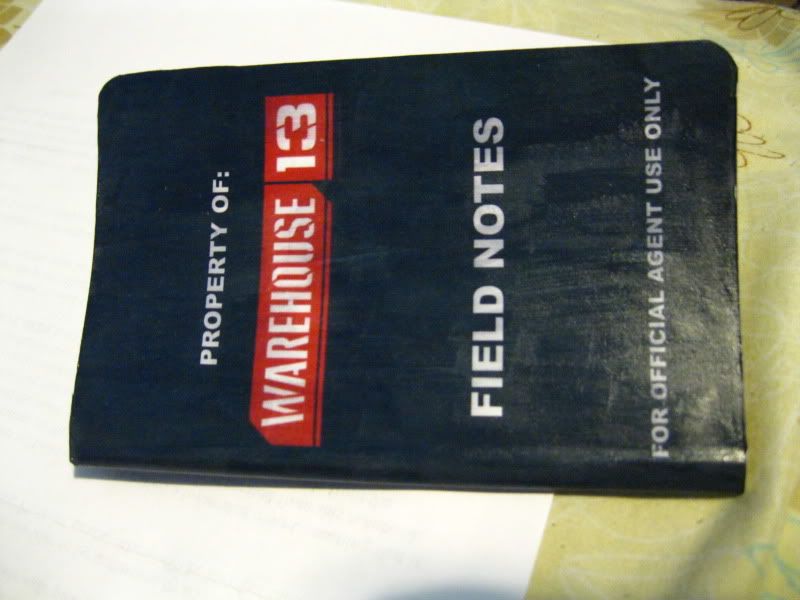 PROPERTY OF:
WAREHOUSE 13
FIELD NOTES
FOR OFFICIAL AGENT USE ONLY